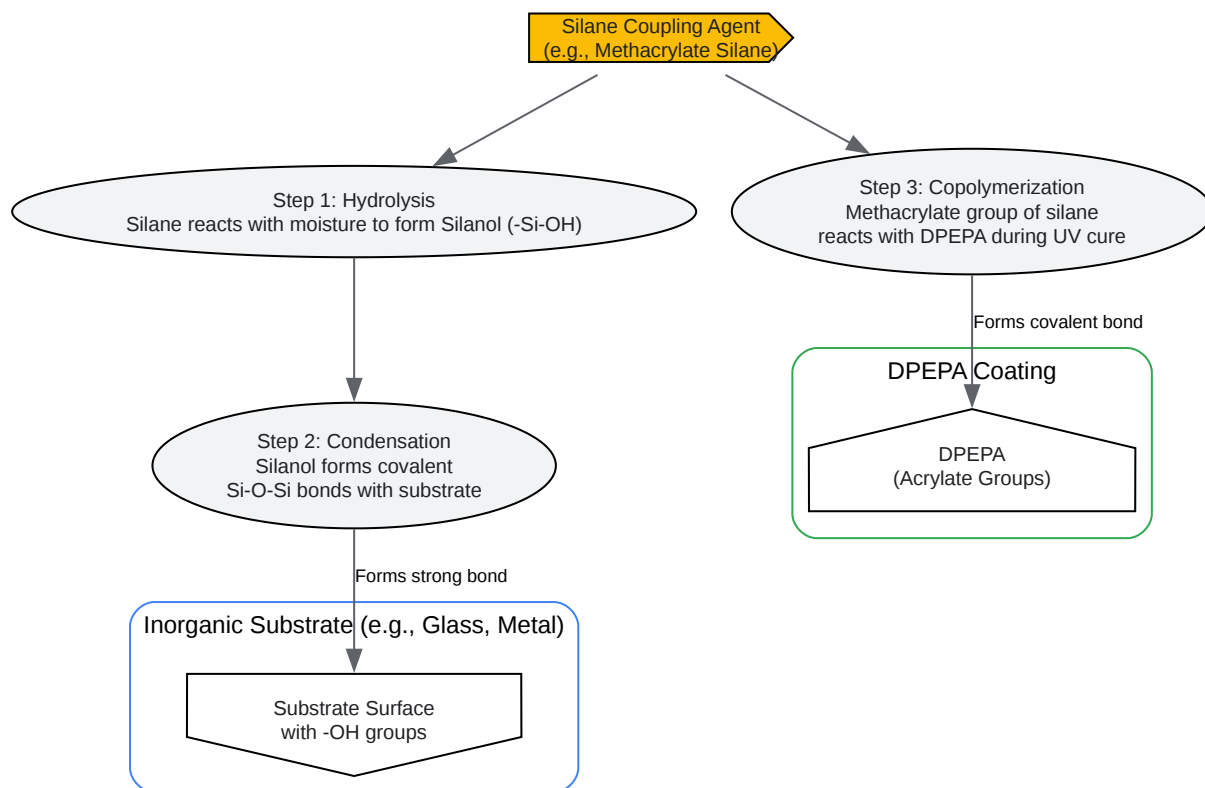 Silane Coupling Agent
(e.g., Methacrylate Silane)
Step 1: Hydrolysis
Silane reacts with moisture to form Silanol (-Si-OH)
Step 3: Copolymerization
Methacrylate group of silane
reacts with DPEPA during UV cure
Forms covalent bond
DPEPA Coating
DPEPA
(Acrylate Groups)
Step 2: Condensation
Silanol forms covalent
Si-O-Si bonds with substrate
Forms strong bond
Inorganic Substrate (e.g., Glass, Metal)
Substrate Surface
with -OH groups